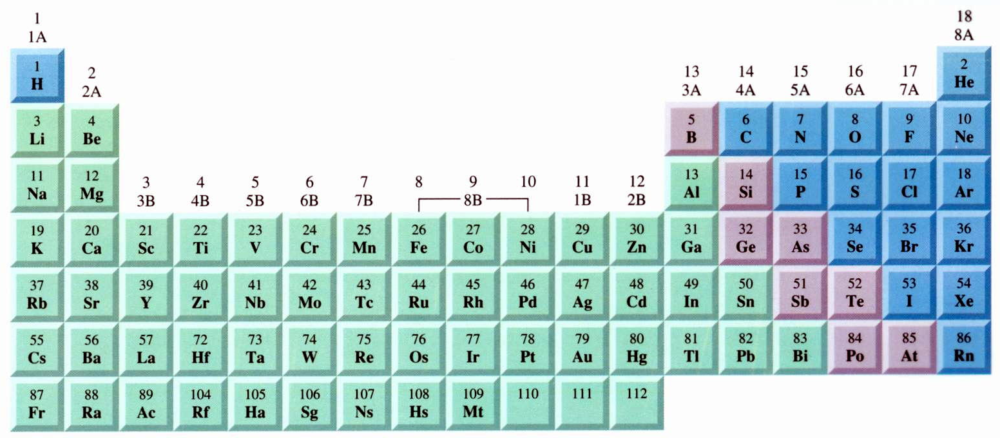 1 18
1A 8A
1 2 2 13 14 15 16 17
H 2A 3A 4A 5A 6A 7A He
3 4 5 6 7 8 9 10
Li Be B C N O F Ne
11 12 3 4 5 6 7 8 9 10 11 12 13 14 15 16 17 18
Na Mg 3B 4B 5B 6B 7B 8B 1B 2B Al Si P S Cl Ar
19 20 21 22 23 24 25 26 27 28 29 30 31 32 33 34 35 36
K Ca Sc Ti V Cr Mn Fe Co Ni Cu Zn Ga Ge As Se Br Kr
37 38 39 40 41 42 43 44 45 46 47 48 49 50 51 52 53 54
Rb Sr Y Zr Nb Mo Tc Ru Rh Pd Ag Cd In Sn Sb Te I Xe
55 56 57 72 73 74 75 76 77 78 79 80 81 82 83 84 85 86
Cs Ba La Hf Ta W Re Os Ir Pt Au Hg Tl Pb Bi Po At Rn
87 88 89 104 105 106 107 108 109 110 111 112
Fr Ra Ac Rf Ha Sg Ns Hs Mt